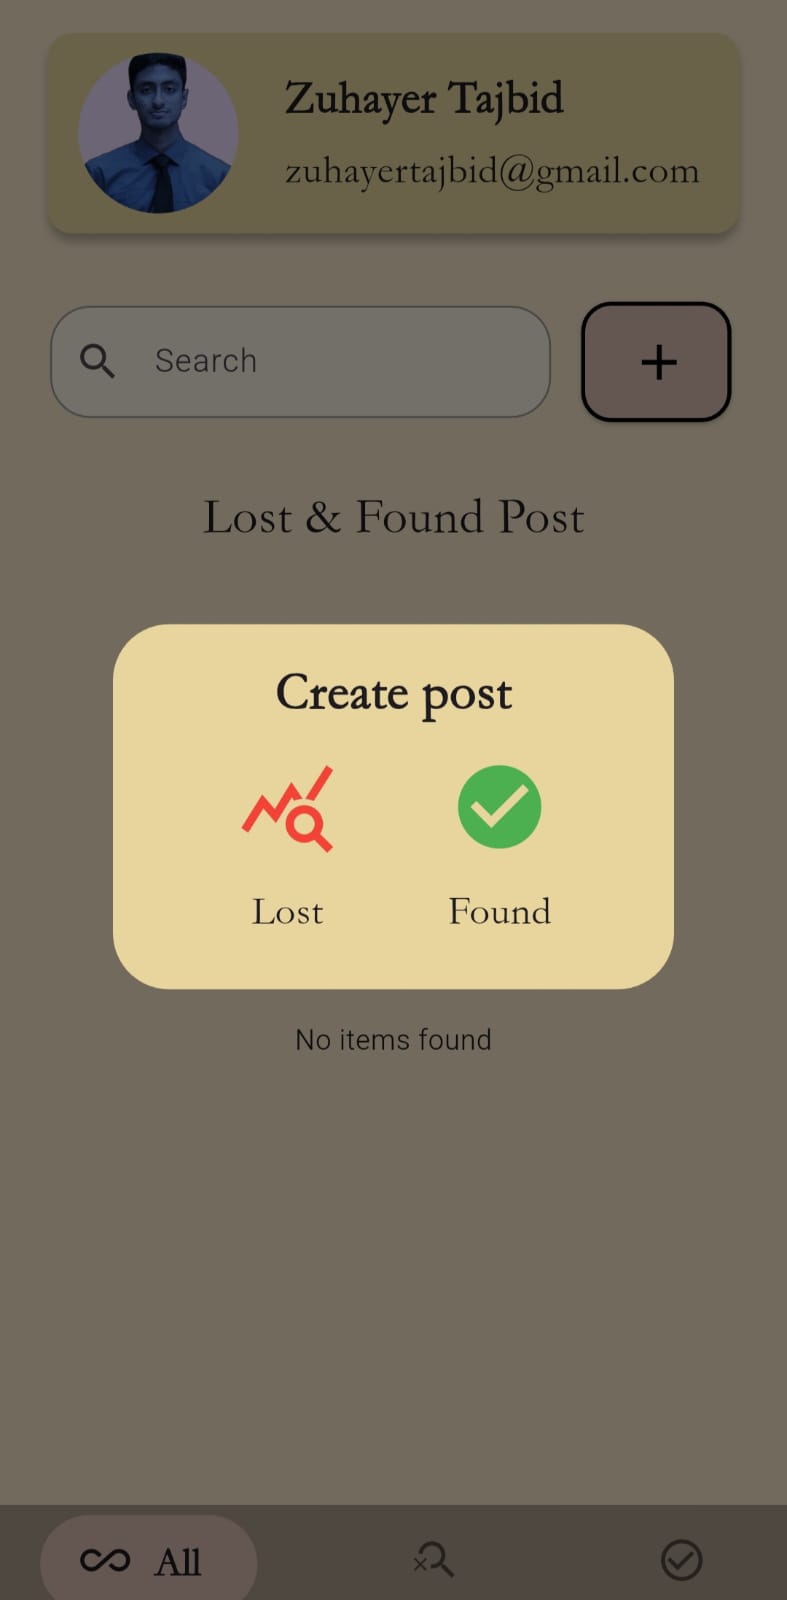 Zuhayer Tajbid
zuhayertajbid@gmail.com
Search
Lost & Found Post
Create post
Lost Found
No items found
All